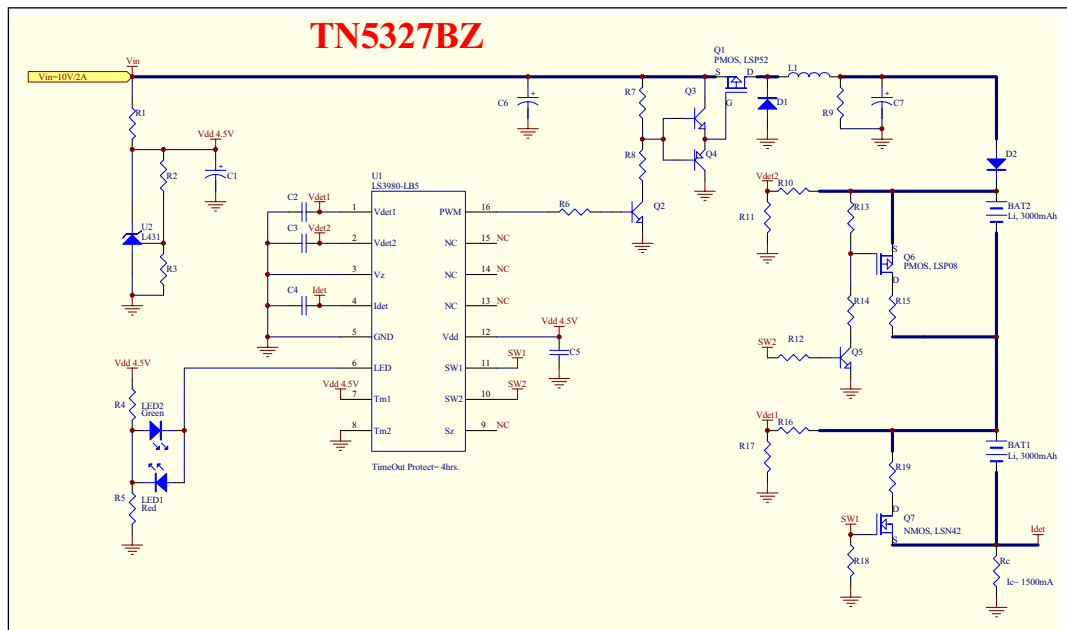 TN5327BZ
Vin
Vin=10V/2A
Q1
PMOS, LSP52
S
D
G
L1
R1
C6
R7
Q3
D1
R9
C7
Vdd 4.5V
R2
C1
R8
Q4
D2
U1
LS3980-LB5
U2
L431
R3
C2
Vdet1
C3
Vdet2
C4
Idet
1
Vdet1
2
Vdet2
3
Vz
4
Idet
5
GND
6
LED
7
Tm1
8
Tm2
PWM
16
NC
15
NC
NC
14
NC
NC
13
NC
Vdd
12
SW1
11
SW2
10
Sz
9
NC
TimeOut Protect= 4hrs.
R6
Q2
Vdd 4.5V
C5
SW1
SW2
Vdd 4.5V
Vdd 4.5V
R4
LED2
Green
R5
LED1
Red
Vdet2
R10
R11
R13
BAT2
Li, 3000mAh
S
Q6
PMOS, LSP08
D
R14
R15
SW2
R12
Q5
Vdet1
R16
R17
BAT1
Li, 3000mAh
R19
D
Q7
NMOS, LSN42
S
SW1
R18
Idet
Rc
Ic~ 1500mA